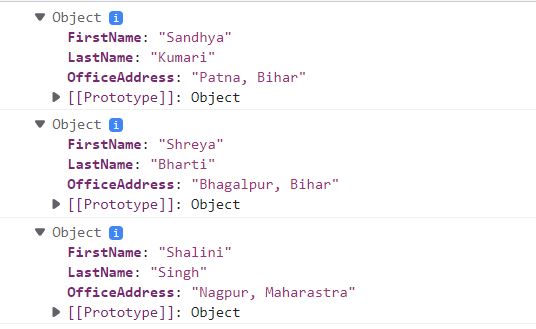 Object i
FirstName: "Sandhya"
LastName: "Kumari"
OfficeAddress: "Patna, Bihar"
[[Prototype]]: Object
Object i
FirstName: "Shreya"
LastName: "Bharti"
OfficeAddress: "Bhagalpur, Bihar"
[[Prototype]]: Object
Object i
FirstName: "Shalini"
LastName: "Singh"
OfficeAddress: "Nagpur, Maharastra"
[[Prototype]]: Object